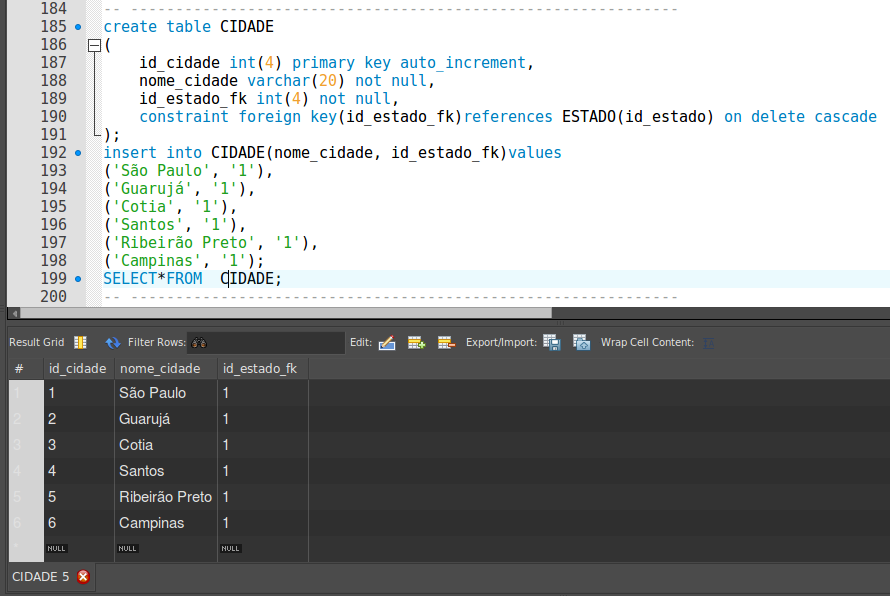 184 -- -------------------------------------------------------------
185 create table CIDADE
186 (
187 id_cidade int(4) primary key auto_increment,
188 nome_cidade varchar(20) not null,
189 id_estado_fk int(4) not null,
190 constraint foreign key(id_estado_fk)references ESTADO(id_estado) on delete cascade
191 );
192 insert into CIDADE(nome_cidade, id_estado_fk)values
193 ('São Paulo', '1'),
194 ('Guarujá', '1'),
195 ('Cotia', '1'),
196 ('Santos', '1'),
197 ('Ribeirão Preto', '1'),
198 ('Campinas', '1');
199 SELECT*FROM  CIDADE;
200 -- -------------------------------------------------------------
Result Grid Filter Rows: Edit: Export/Import: Wrap Cell Content:
# id_cidade nome_cidade id_estado_fk
1 1 São Paulo 1
2 2 Guarujá 1
3 3 Cotia 1
4 4 Santos 1
5 5 Ribeirão Preto 1
6 6 Campinas 1
* NULL NULL NULL
CIDADE 5